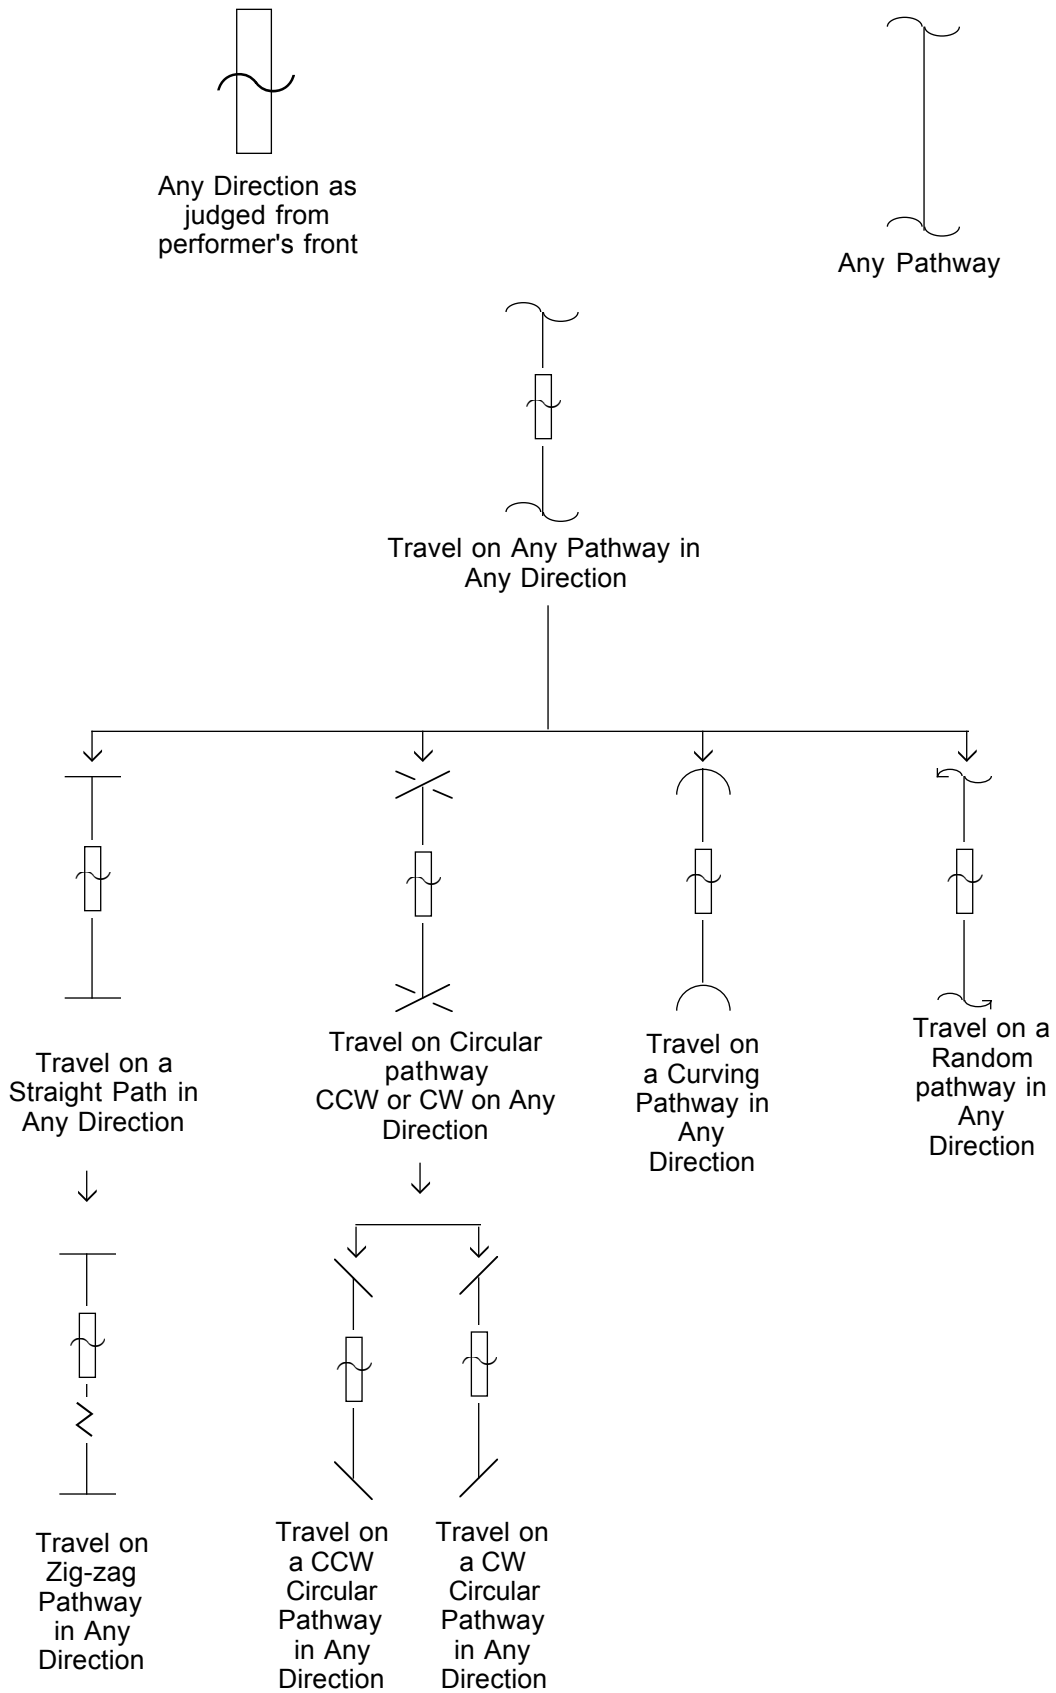 Any Direction as
judged from
performer's front
Any Pathway
Travel on Any Pathway in
Any Direction
Travel on a
Straight Path in
Any Direction
Travel on Circular
pathway
CCW or CW on Any
Direction
Travel on
a Curving
Pathway in
Any
Direction
Travel on a
Random
pathway in
Any
Direction
Travel on
Zig-zag
Pathway
in Any
Direction
Travel on
a CCW
Circular
Pathway
in Any
Direction
Travel on
a CW
Circular
Pathway
in Any
Direction